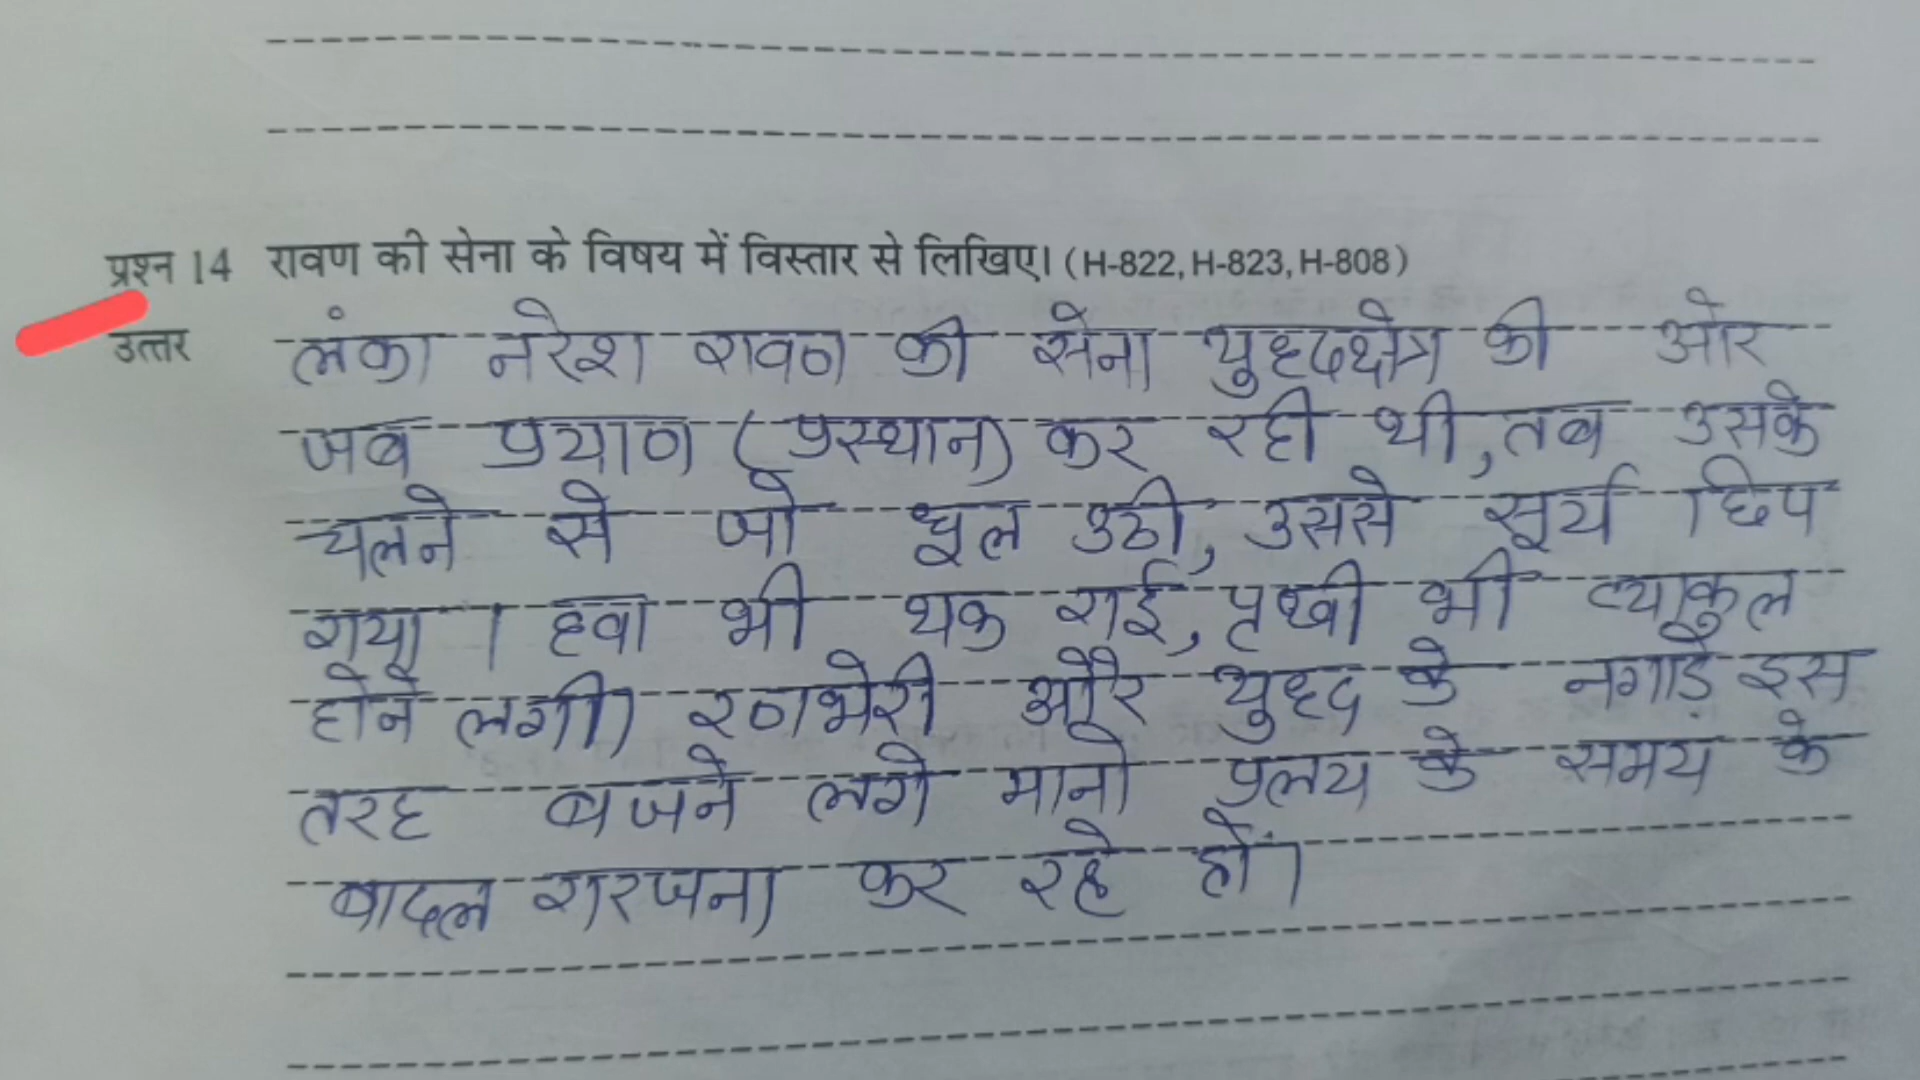 प्रश्न 14 रावण की सेना के विषय में विस्तार से लिखिए। (H-822, H-823, H-808)
उत्तर लंका नरेश रावण की सेना युद्धक्षेत्र की ओर
जब प्रयाण (प्रस्थान) कर रही थी, तब उसके
चलने से जो धूल उठी, उससे सूर्य छिप
गया। हवा भी थक गई, पृथ्वी भी व्याकुल
होने लगी। रणभेरी और युद्ध के नगाड़े इस
तरह बजने लगे मानो प्रलय के समय के
बादल गरजना कर रहे हों।